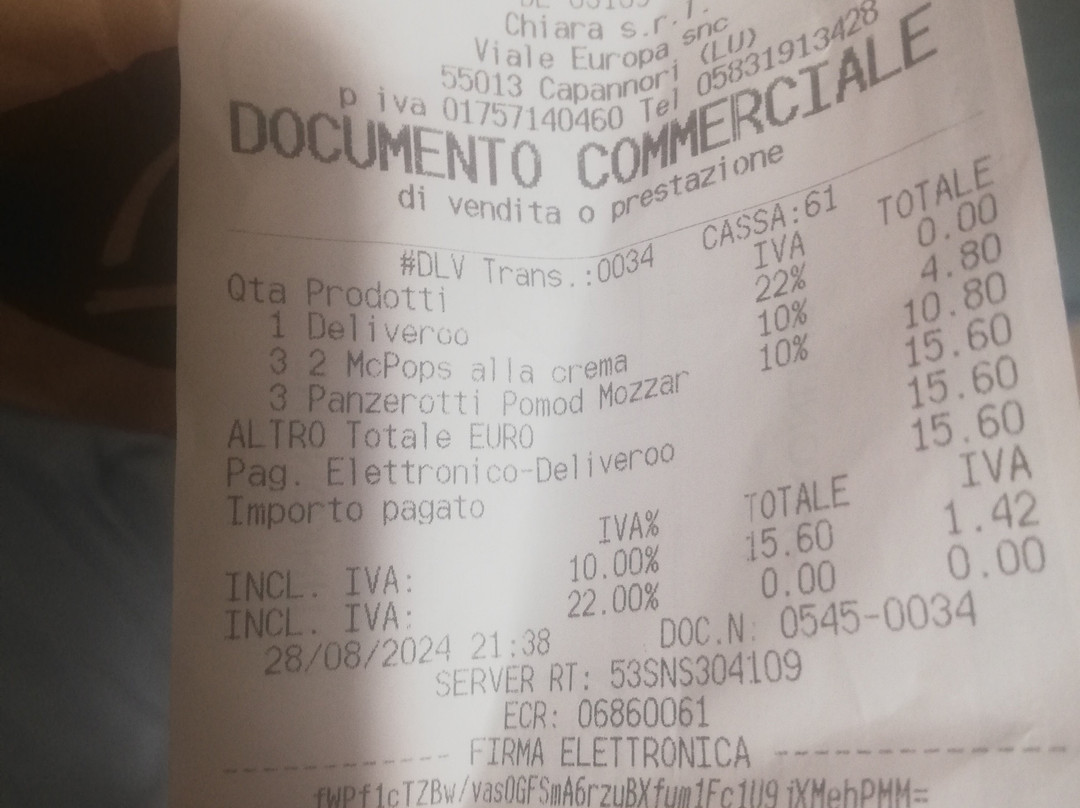 Chiara s.r.l.
Viale Europa snc
55013 Capannori (LU)
p iva 01757140460 Tel 05831913428
DOCUMENTO COMMERCIALE
di vendita o prestazione
#DLV Trans.:0034 CASSA:61
Qta Prodotti IVA TOTALE
1 Deliveroo 22% 0.00
3 2 McPops alla crema 10% 4.80
3 Panzerotti Pomod Mozzar 10% 10.80
ALTRO Totale EURO 15.60
Pag. Elettronico-Deliveroo 15.60
Importo pagato 15.60
IVA% TOTALE IVA
INCL. IVA: 10.00% 15.60 1.42
INCL. IVA: 22.00% 0.00 0.00
28/08/2024 21:38 DOC.N: 0545-0034
SERVER RT: 53SNS304109
ECR: 06860061
---------- FIRMA ELETTRONICA ----------